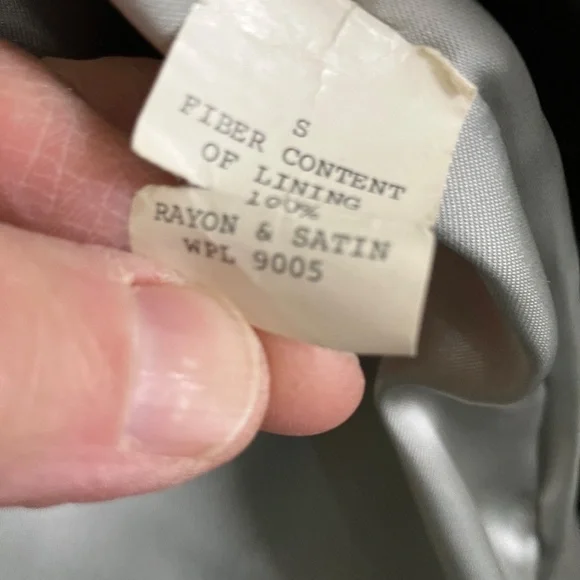 S
FIBER CONTENT
OF LINING
100%
RAYON & SATIN
WPL 9005